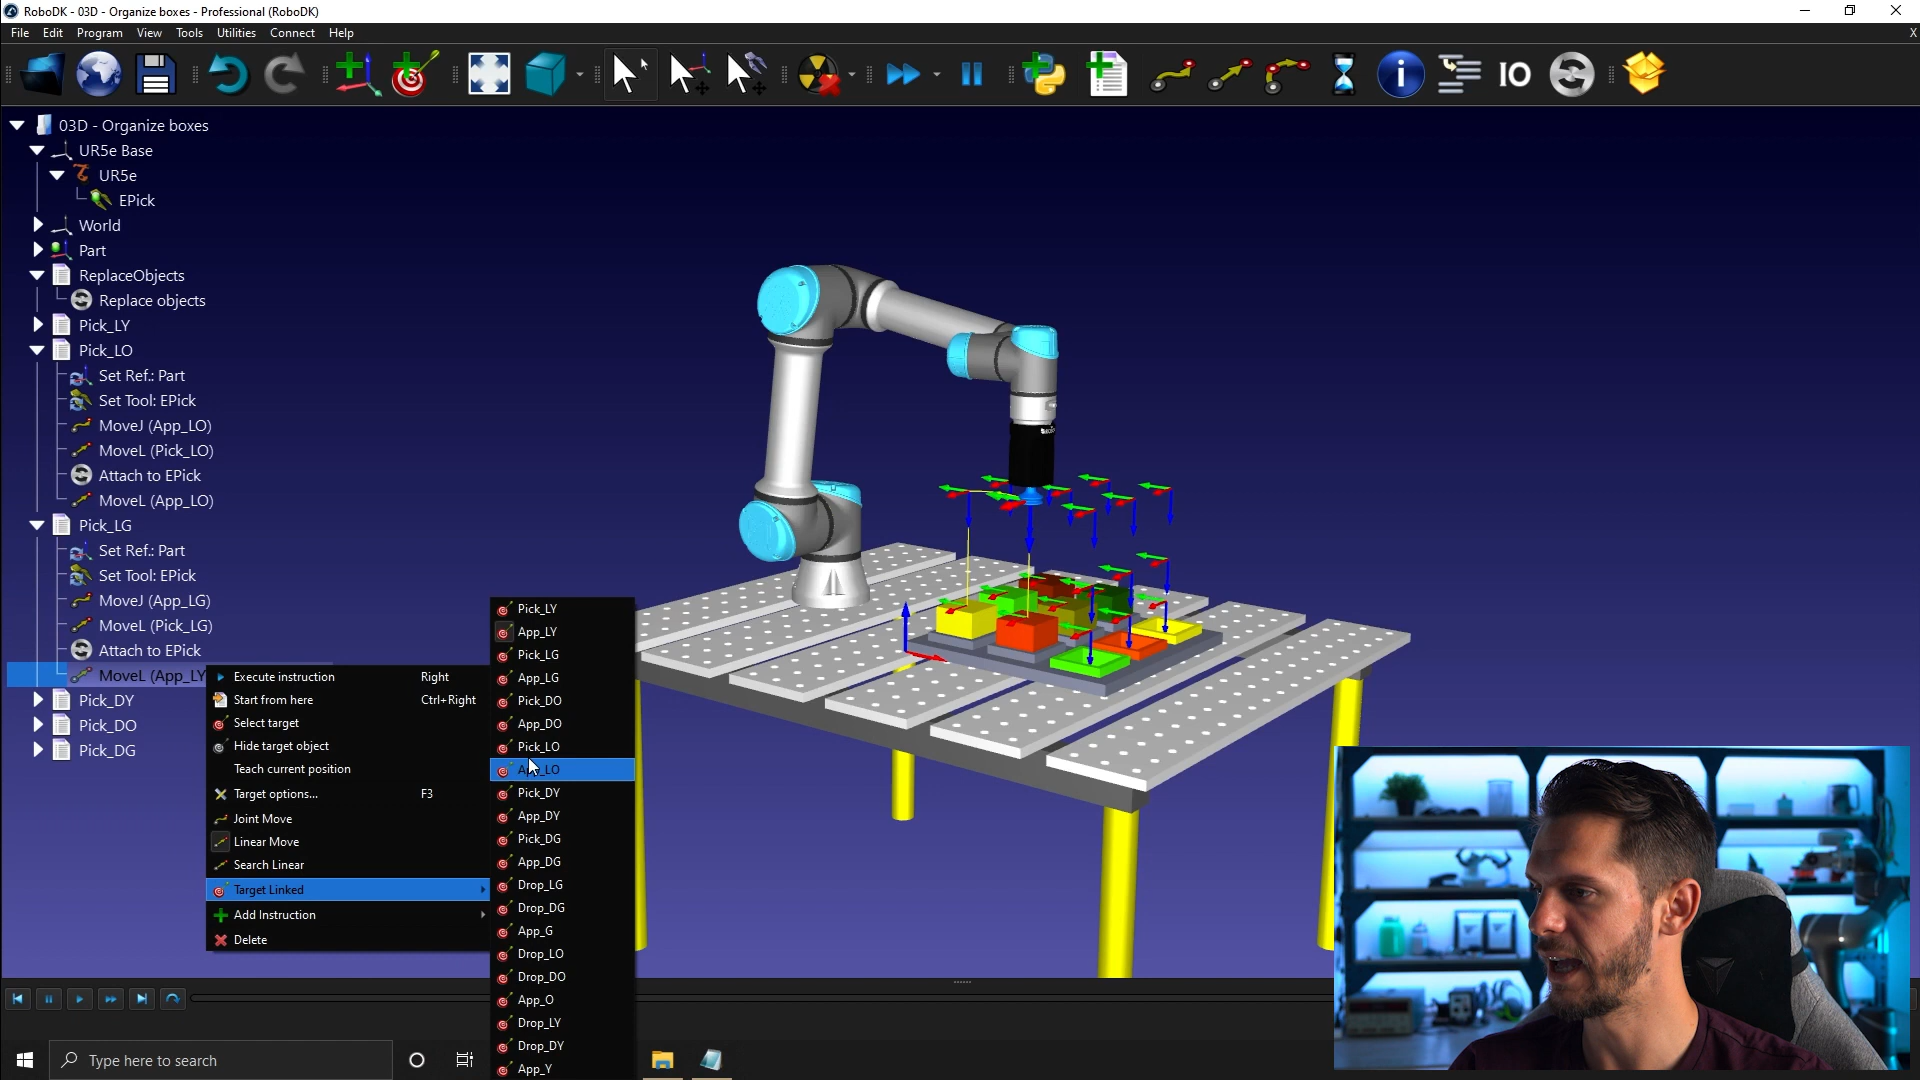 RoboDK - 03D - Organize boxes - Professional (RoboDK)
File Edit Program View Tools Utilities Connect Help
X
IO
03D - Organize boxes
UR5e Base
UR5e
EPick
World
Part
ReplaceObjects
Replace objects
Pick_LY
Pick_LO
Set Ref.: Part
Set Tool: EPick
MoveJ (App_LO)
MoveL (Pick_LO)
Attach to EPick
MoveL (App_LO)
Pick_LG
Set Ref.: Part
Set Tool: EPick
MoveJ (App_LG)
MoveL (Pick_LG)
Attach to EPick
MoveL (App_LY
Pick_DY
Pick_DO
Pick_DG
Execute instruction Right
Start from here Ctrl+Right
Select target
Hide target object
Teach current position
Target options... F3
Joint Move
Linear Move
Search Linear
Target Linked
Add Instruction
Delete
Pick_LY
App_LY
Pick_LG
App_LG
Pick_DO
App_DO
Pick_LO
App_LO
Pick_DY
App_DY
Pick_DG
App_DG
Drop_LG
Drop_DG
App_G
Drop_LO
Drop_DO
App_O
Drop_LY
Drop_DY
App_Y
Type here to search